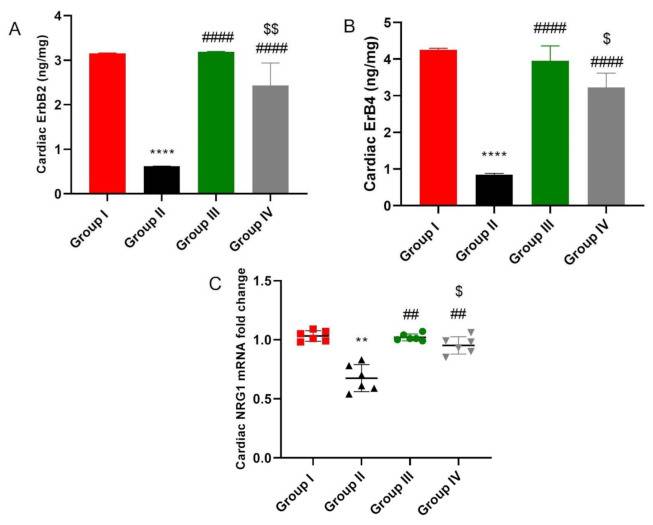 A
Cardiac ErbB2 (ng/mg)
4
3
2
1
0
****
####
$$
####
Group I
Group II
Group III
Group IV
B
Cardiac ErB4 (ng/mg)
5
4
3
2
1
0
****
####
$
####
Group I
Group II
Group III
Group IV
C
Cardiac NRG1 mRNA fold change
1.5
1.0
0.5
0.0
**
##
$
##
Group I
Group II
Group III
Group IV